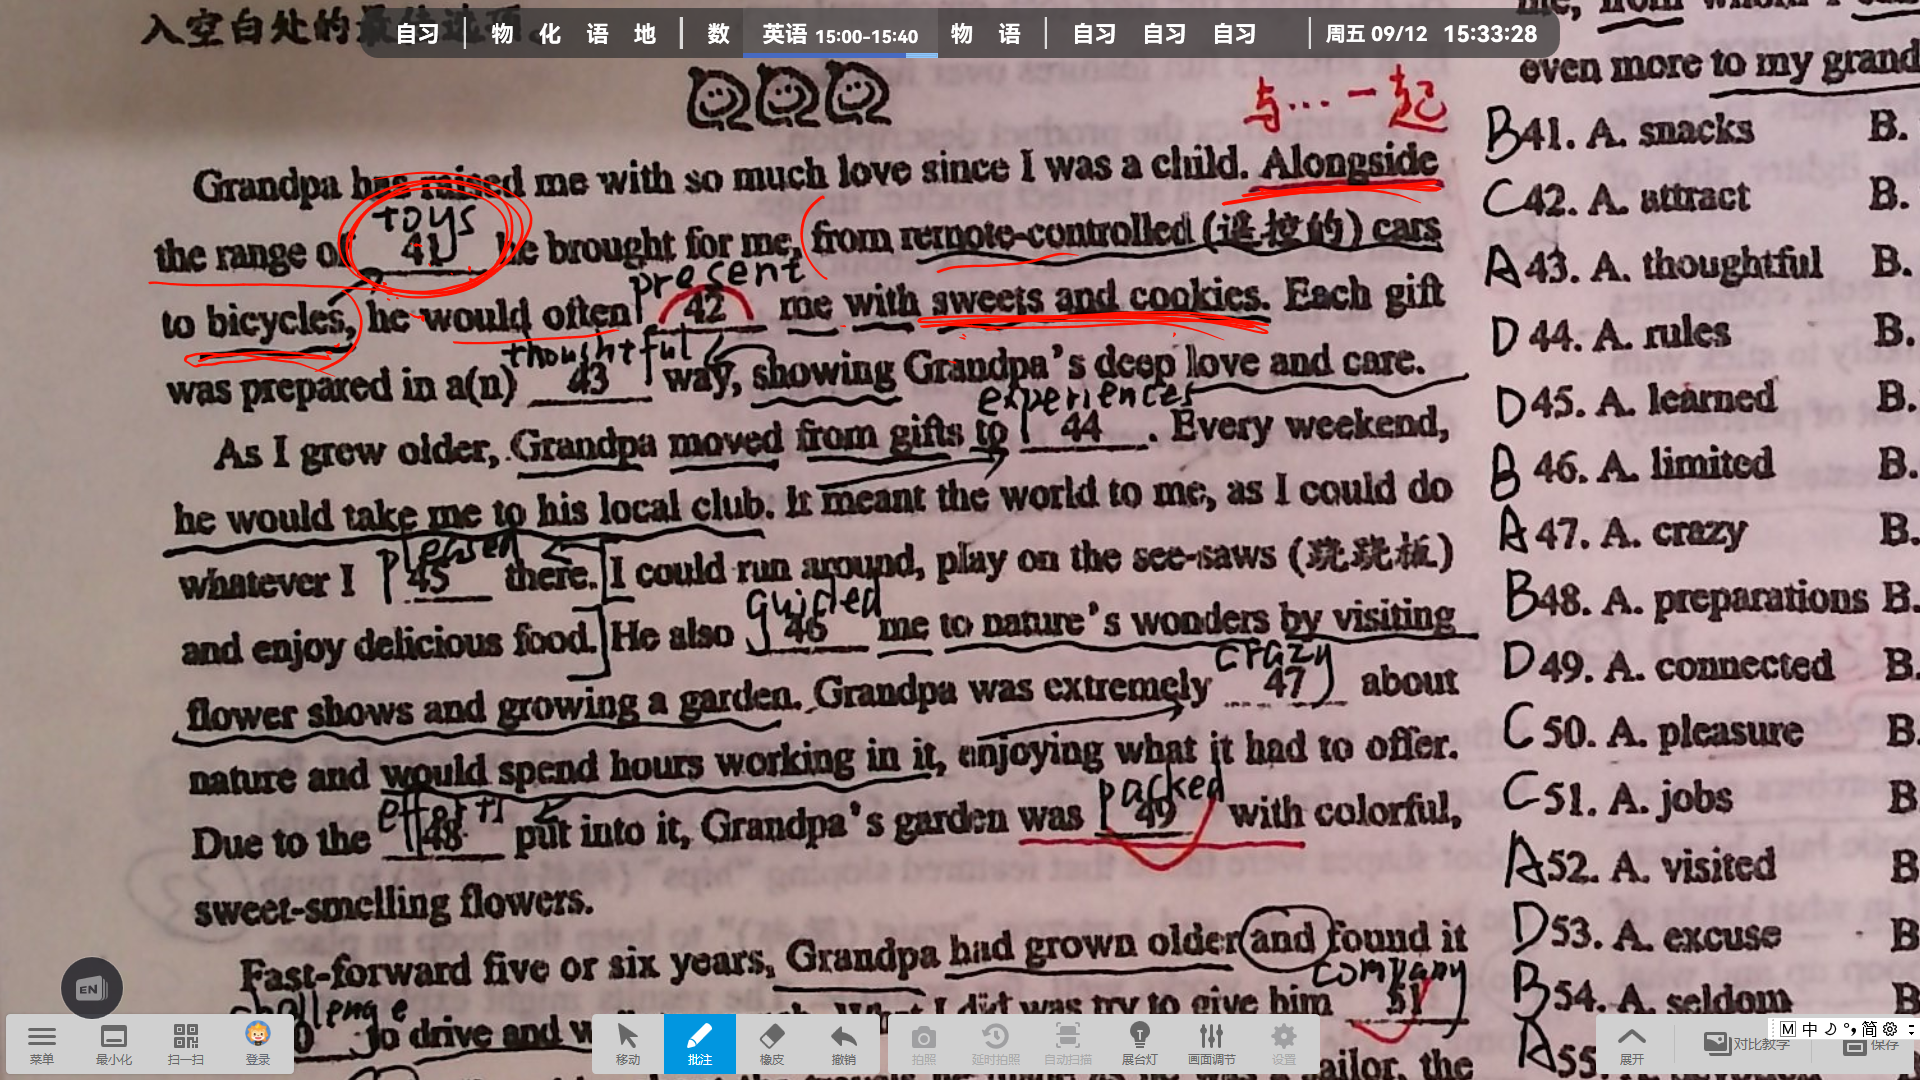 入空白处的最佳选项。
自习 物 化 语 地 数 英语 15:00-15:40 物 语 自习 自习 自习 周五 09/12 15:33:28
与…一起
Grandpa has raised me with so much love since I was a child. Alongside
toys
the range of 41 he brought for me, from remote-controlled (遥控的) cars
present
to bicycles, he would often 42 me with sweets and cookies. Each gift
thoughtful
was prepared in a(n) 43 way, showing Grandpa's deep love and care.
experiences
As I grew older, Grandpa moved from gifts to 44. Every weekend,
he would take me to his local club. It meant the world to me, as I could do
pleased
whatever I 45 there. I could run around, play on the see-saws (跷跷板)
guided
and enjoy delicious food. He also 46 me to nature's wonders by visiting
crazy
flower shows and growing a garden. Grandpa was extremely 47 about
nature and would spend hours working in it, enjoying what it had to offer.
efforts
packed
Due to the 48 put into it, Grandpa's garden was 49 with colorful,
sweet-smelling flowers.
Fast-forward five or six years, Grandpa had grown older and found it
challenge
company
to drive and What I did was try to give him 51
the
even more to my grand
B 41. A. snacks B.
C 42. A. attract B.
A 43. A. thoughtful B.
D 44. A. rules B.
D 45. A. learned B.
B 46. A. limited B.
A 47. A. crazy B.
B 48. A. preparations B.
D 49. A. connected B.
C 50. A. pleasure B.
C 51. A. jobs B
A 52. A. visited B
D 53. A. excuse B
B 54. A. seldom B
A 55.
EN
菜单 最小化 扫一扫 登录 移动 批注 橡皮 撤销 拍照 延时拍照 自动扫描 展台灯 画面调节 设置 展开 对比教学 保存
M 中 简